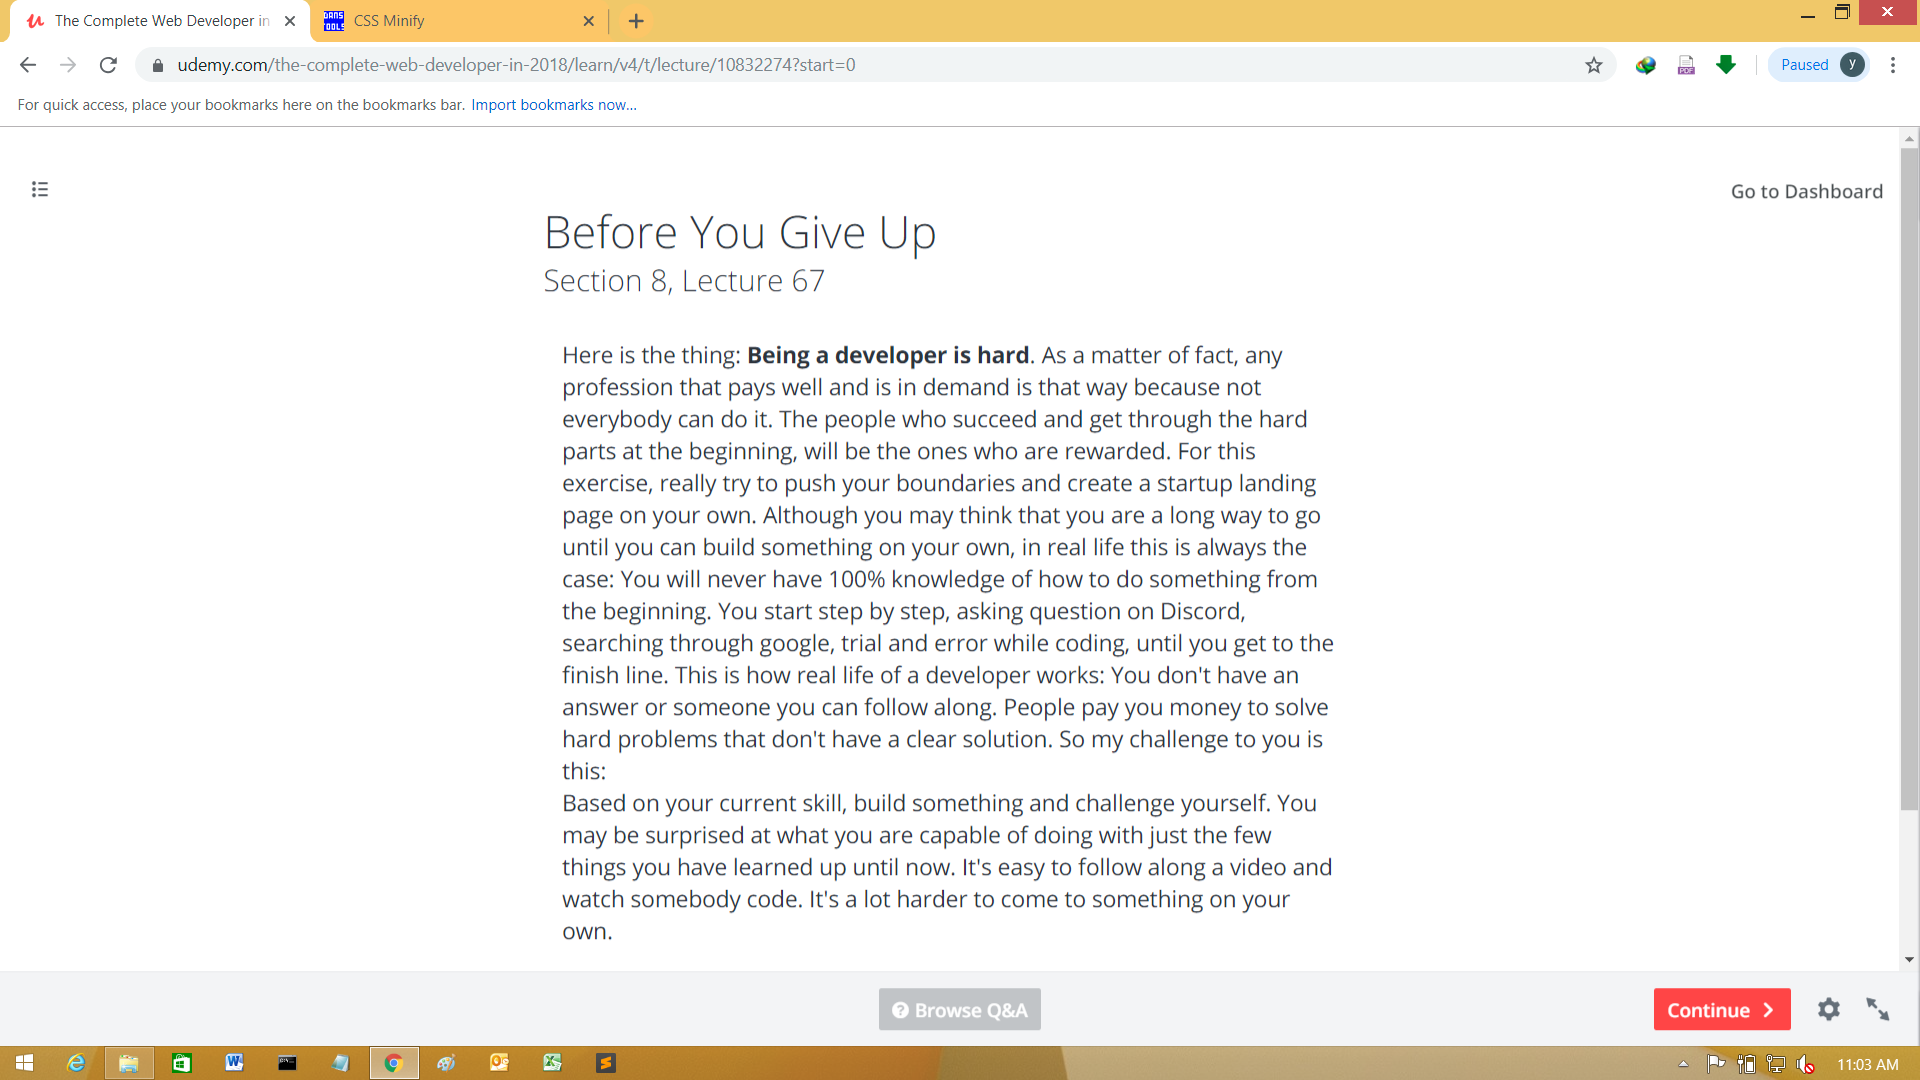 The Complete Web Developer in
CSS Minify
udemy.com/the-complete-web-developer-in-2018/learn/v4/t/lecture/10832274?start=0
PDF
Paused
y
For quick access, place your bookmarks here on the bookmarks bar. Import bookmarks now...
Go to Dashboard
Before You Give Up
Section 8, Lecture 67
Here is the thing: Being a developer is hard. As a matter of fact, any
profession that pays well and is in demand is that way because not
everybody can do it. The people who succeed and get through the hard
parts at the beginning, will be the ones who are rewarded. For this
exercise, really try to push your boundaries and create a startup landing
page on your own. Although you may think that you are a long way to go
until you can build something on your own, in real life this is always the
case: You will never have 100% knowledge of how to do something from
the beginning. You start step by step, asking question on Discord,
searching through google, trial and error while coding, until you get to the
finish line. This is how real life of a developer works: You don't have an
answer or someone you can follow along. People pay you money to solve
hard problems that don't have a clear solution. So my challenge to you is
this:
Based on your current skill, build something and challenge yourself. You
may be surprised at what you are capable of doing with just the few
things you have learned up until now. It's easy to follow along a video and
watch somebody code. It's a lot harder to come to something on your
own.
Browse Q&A
Continue
11:03 AM